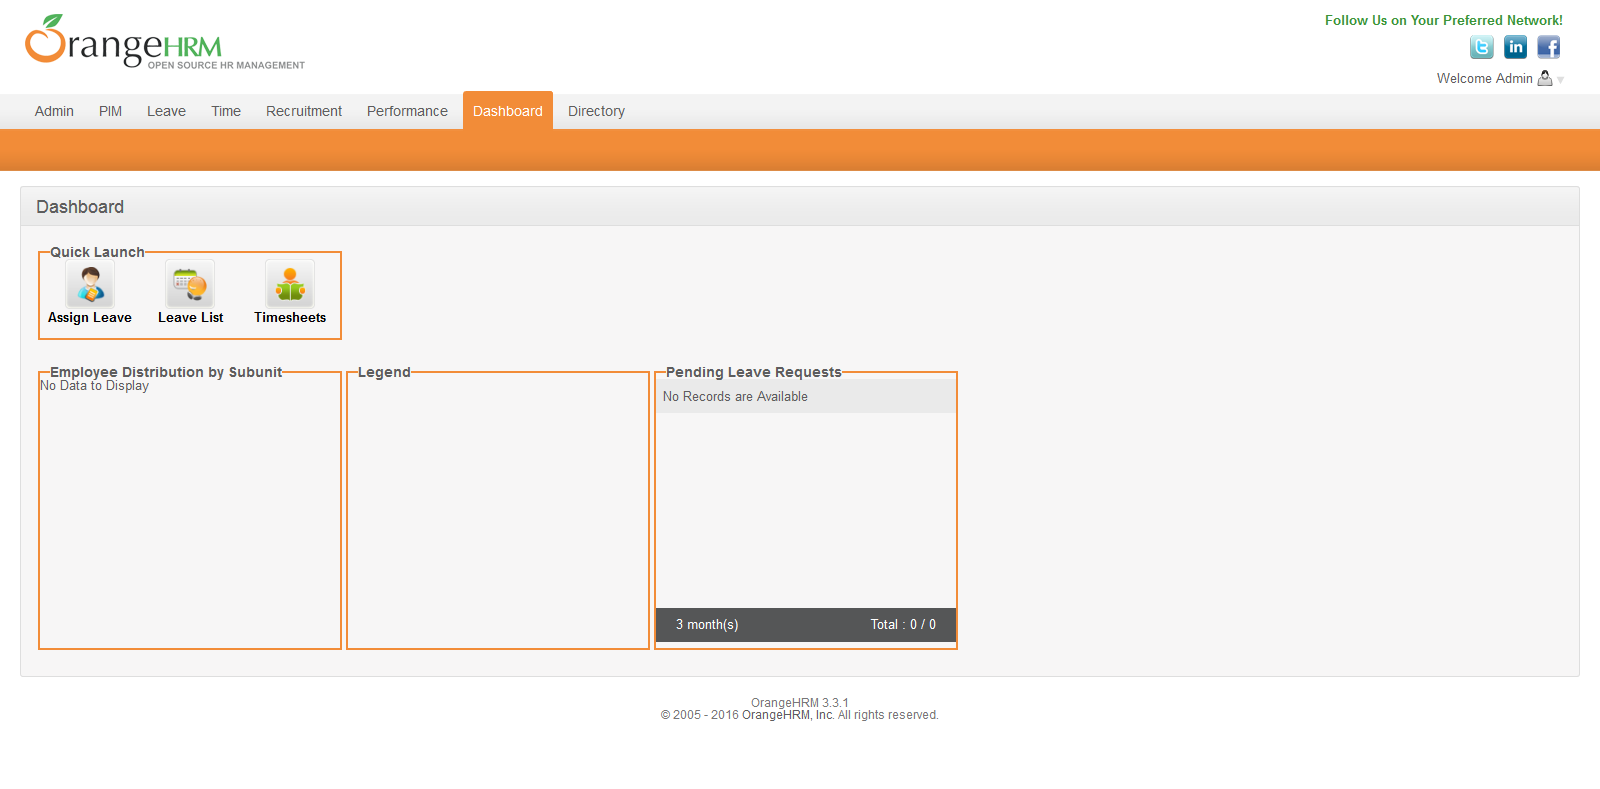 OrangeHRM
OPEN SOURCE HR MANAGEMENT
Follow Us on Your Preferred Network!
Welcome Admin
Admin PIM Leave Time Recruitment Performance Dashboard Directory
Dashboard
Quick Launch
Assign Leave Leave List Timesheets
Employee Distribution by Subunit
No Data to Display
Legend
Pending Leave Requests
No Records are Available
3 month(s) Total : 0 / 0
OrangeHRM 3.3.1
© 2005 - 2016 OrangeHRM, Inc. All rights reserved.